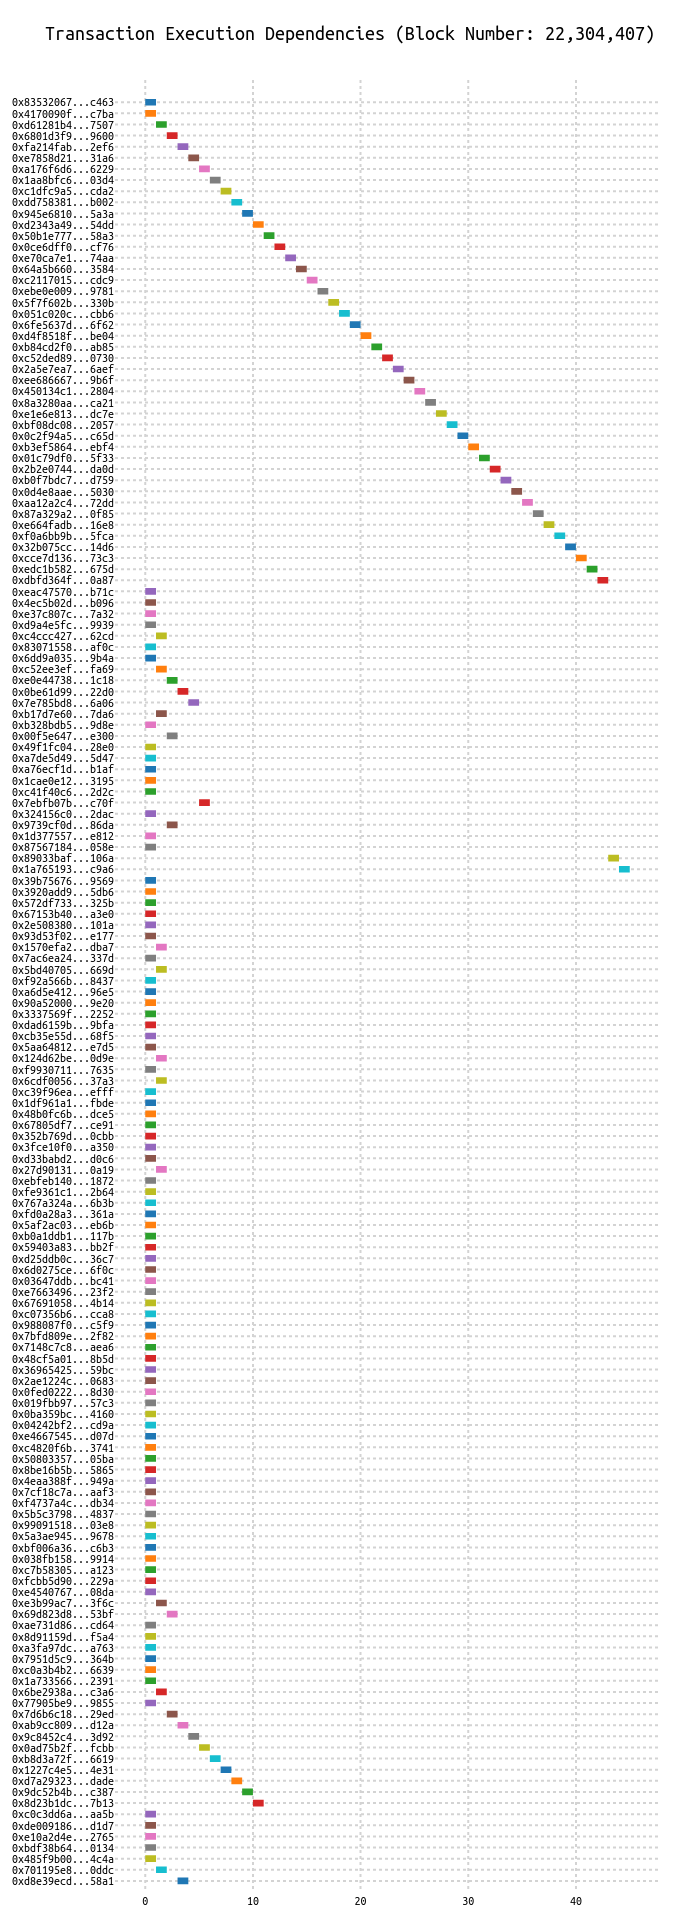 Transaction Execution Dependencies (Block Number: 22,304,407)
0x83532067...c463
0x4170090f...c7ba
0xd61281b4...7507
0x6801d3f9...9600
0xfa214fab...2ef6
0xe7858d21...31a6
0xa176f6d6...6229
0x1aa8bfc6...03d4
0xc1dfc9a5...cda2
0xdd758381...b002
0x945e6810...5a3a
0xd2343a49...54dd
0x50b1e777...58a3
0x0ce6dff0...cf76
0xe70ca7e1...74aa
0x64a5b660...3584
0xc2117015...cdc9
0xebe0e009...9781
0x5f7f602b...330b
0x051c020c...cbb6
0x6fe5637d...6f62
0xd4f8518f...be04
0xb84cd2f0...ab85
0xc52ded89...0730
0x2a5e7ea7...6aef
0xee686667...9b6f
0x450134c1...2804
0x8a3280aa...ca21
0xe1e6e813...dc7e
0xbf08dc08...2057
0x0c2f94a5...c65d
0xb3ef5864...ebf4
0x01c79df0...5f33
0x2b2e0744...da0d
0xb0f7bdc7...d759
0x0d4e8aae...5030
0xaa12a2c4...72dd
0x87a329a2...0f85
0xe664fadb...16e8
0xf0a6bb9b...5fca
0x32b075cc...14d6
0xcce7d136...73c3
0xedc1b582...675d
0xdbfd364f...0a87
0xeac47570...b71c
0x4ec5b02d...b096
0xe37c807c...7a32
0xd9a4e5fc...9939
0xc4ccc427...62cd
0x83071558...af0c
0x6dd9a035...9b4a
0xc52ee3ef...fa69
0xe0e44738...1c18
0x0be61d99...22d0
0x7e785bd8...6a06
0xb17d7e60...7da6
0xb328bdb5...9d8e
0x00f5e647...e300
0x49f1fc04...28e0
0xa7de5d49...5d47
0xa76ecf1d...b1af
0x1cae0e12...3195
0xc41f40c6...2d2c
0x7ebfb07b...c70f
0x324156c0...2dac
0x9739cf0d...86da
0x1d377557...e812
0x87567184...058e
0x89033baf...106a
0x1a765193...c9a6
0x39b75676...9569
0x3920add9...5db6
0x572df733...325b
0x67153b40...a3e0
0x2e508380...101a
0x93d53f02...e177
0x1570efa2...dba7
0x7ac6ea24...337d
0x5bd40705...669d
0xf92a566b...8437
0xa6d5e412...96e5
0x90a52000...9e20
0x3337569f...2252
0xdad6159b...9bfa
0xcb35e55d...68f5
0x5aa64812...e7d5
0x124d62be...0d9e
0xf9930711...7635
0x6cdf0056...37a3
0xc39f96ea...efff
0x1df961a1...fbde
0x48b0fc6b...dce5
0x67805df7...ce91
0x352b769d...0cbb
0x3fce10f0...a350
0xd33babd2...d0c6
0x27d90131...0a19
0xebfeb140...1872
0xfe9361c1...2b64
0x767a324a...6b3b
0xfd0a28a3...361a
0x5af2ac03...eb6b
0xb0a1ddb1...117b
0x59403a83...bb2f
0xd25ddb0c...36c7
0x6d0275ce...6f0c
0x03647ddb...bc41
0xe7663496...23f2
0x67691058...4b14
0xc07356b6...cca8
0x988087f0...c5f9
0x7bfd809e...2f82
0x7148c7c8...aea6
0x48cf5a01...8b5d
0x36965425...59bc
0x2ae1224c...0683
0x0fed0222...8d30
0x019fbb97...57c3
0x0ba359bc...4160
0x04242bf2...cd9a
0xe4667545...d07d
0xc4820f6b...3741
0x50803357...05ba
0x8be16b5b...5865
0x4eaa388f...949a
0x7cf18c7a...aaf3
0xf4737a4c...db34
0x5b5c3798...4837
0x99091518...03e8
0x5a3ae945...9678
0xbf006a36...c6b3
0x038fb158...9914
0xc7b58305...a123
0xfcbb5d90...229a
0xe4540767...08da
0xe3b99ac7...3f6c
0x69d823d8...53bf
0xae731d86...cd64
0x8d91159d...f5a4
0xa3fa97dc...a763
0x7951d5c9...364b
0xc0a3b4b2...6639
0x1a733566...2391
0x6be2938a...c3a6
0x77905be9...9855
0x7d6b6c18...29ed
0xab9cc809...d12a
0x9c8452c4...3d92
0x0ad75b2f...fcbb
0xb8d3a72f...6619
0x1227c4e5...4e31
0xd7a29323...dade
0x9dc52b4b...c387
0x8d23b1dc...7b13
0xc0c3dd6a...aa5b
0xde009186...d1d7
0xe10a2d4e...2765
0xbdf38b64...0134
0x485f9b00...4c4a
0x701195e8...0ddc
0xd8e39ecd...58a1
0 10 20 30 40